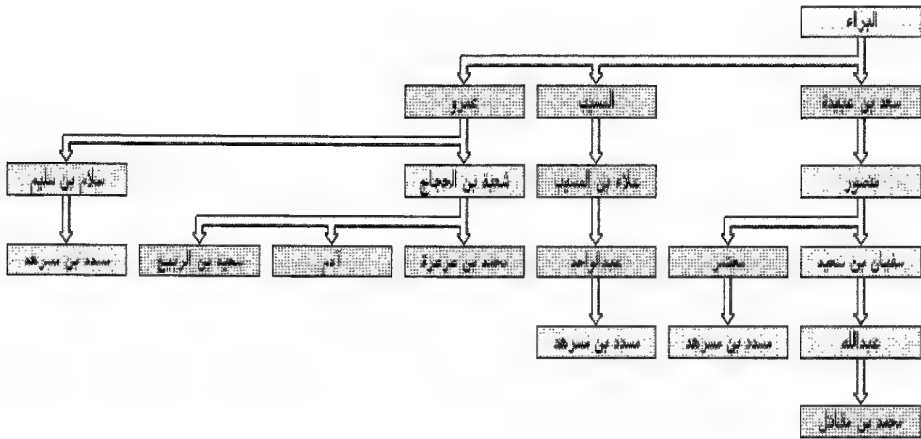 البراء
سعد بن عبيدة
المسيب
عمرو
منصور
علاء بن المسيب
شعبة بن الحجاج
سلام بن سليم
سفيان بن سعيد
معتمر
عبدالواحد
محمد بن عرعرة
آدم
سعيد بن الربيع
مسدد بن مسرهد
عبدالله
مسدد بن مسرهد
مسدد بن مسرهد
محمد بن مقاتل